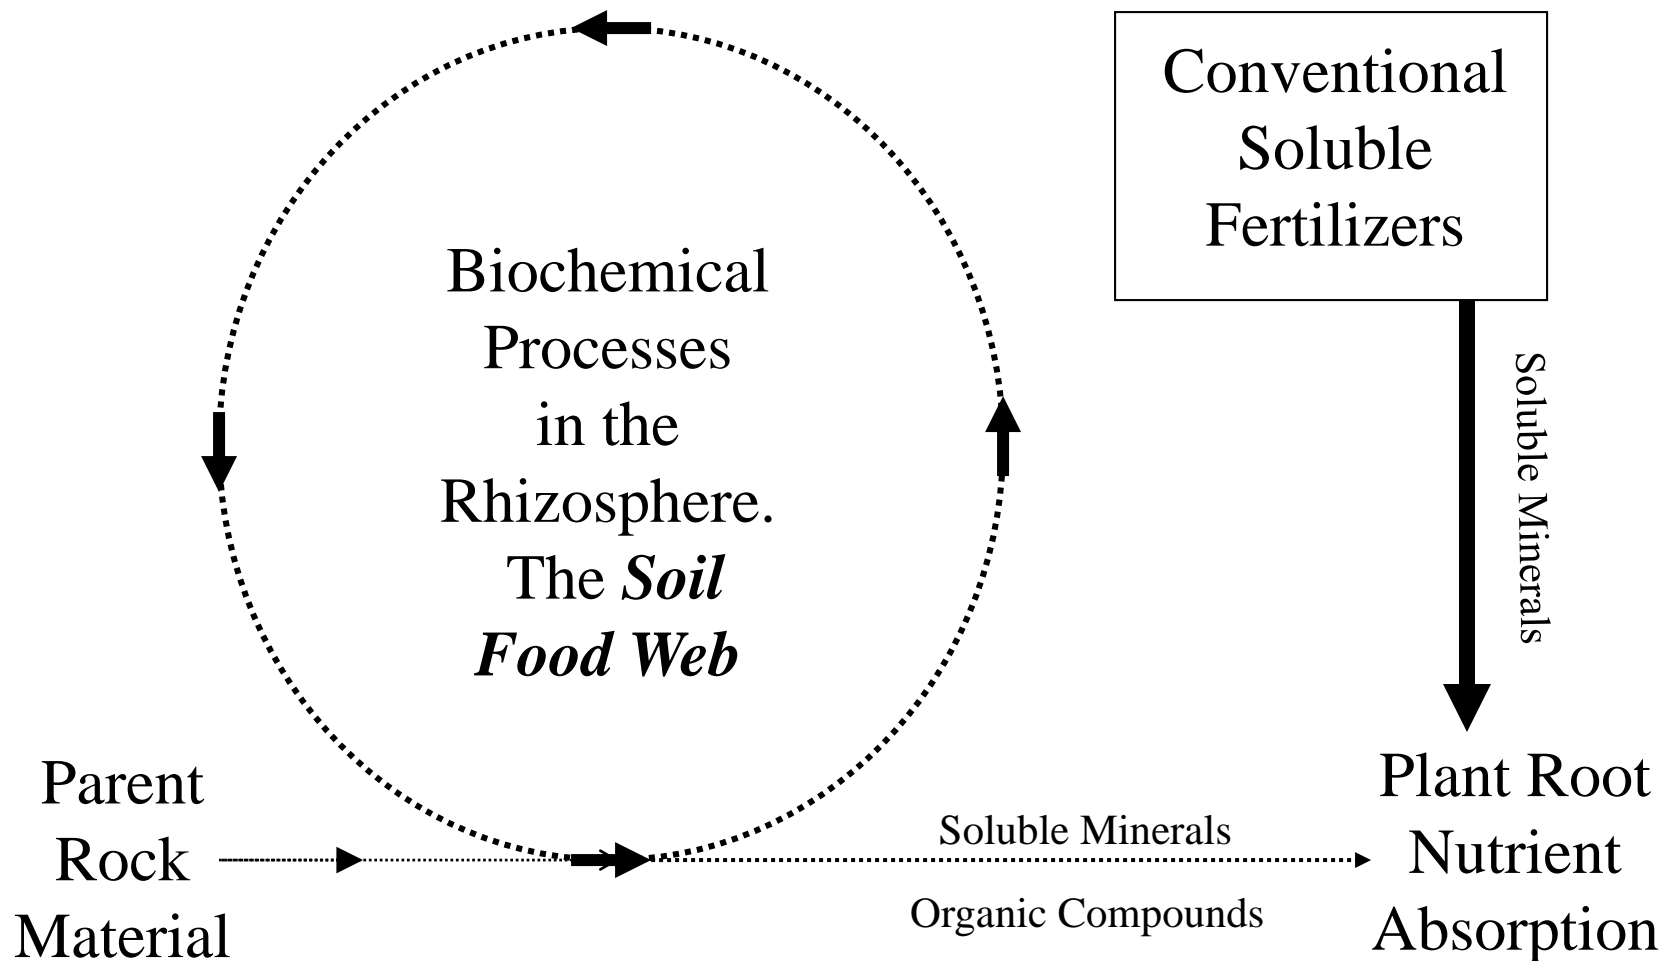 Conventional
Soluble
Fertilizers
Biochemical
Processes
in the
Rhizosphere.
The Soil
Food Web
Soluble Minerals
Parent
Rock
Material
Soluble Minerals
Organic Compounds
Plant Root
Nutrient
Absorption